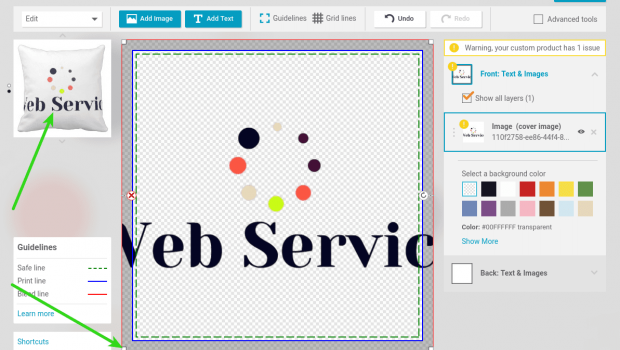 Edit
Add Image
Add Text
Guidelines
Grid lines
Undo
Redo
Advanced tools
Warning, your custom product has 1 issue
Front: Text & Images
Show all layers (1)
Image (cover image)
110f2758-ee86-44f4-8...
Select a background color
Color: #00FFFFFF transparent
Show More
Back: Text & Images
Web Servic
Web Servic
Guidelines
Safe line
Print line
Bleed line
Learn more
Shortcuts